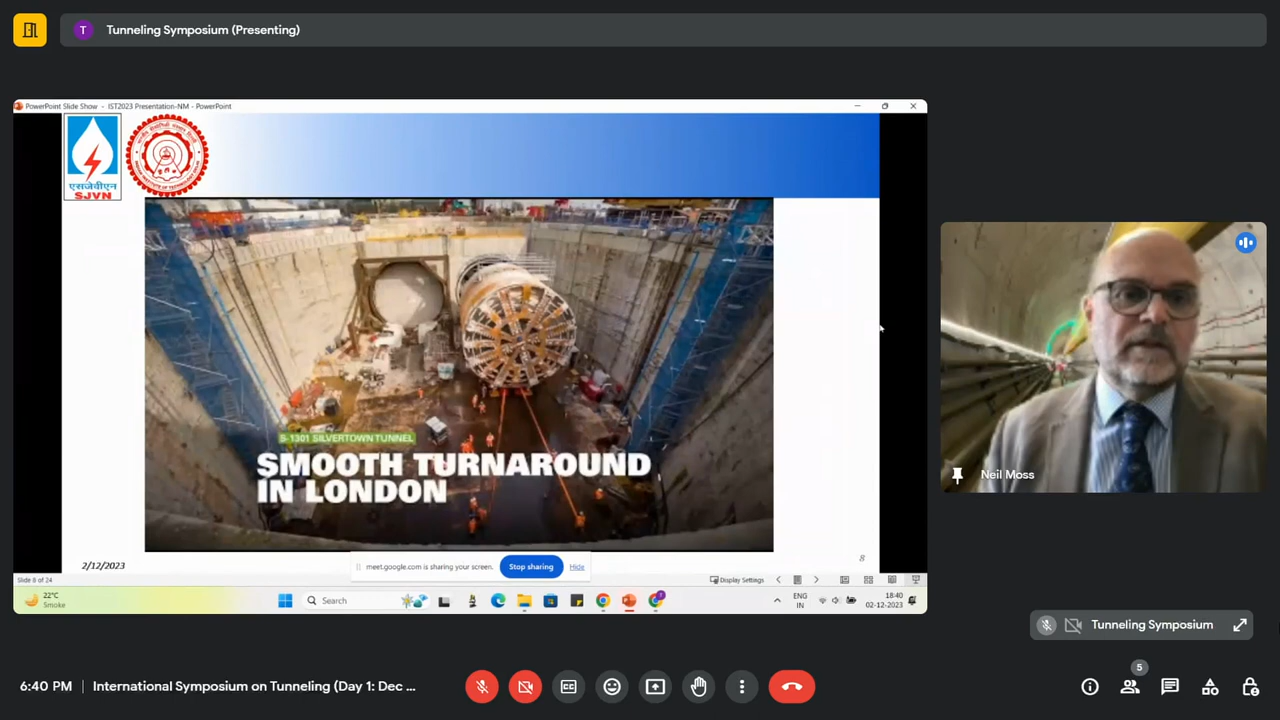 T
Tunneling Symposium (Presenting)
PowerPoint Slide Show - IST2023 Presentation-NM - PowerPoint
एसजेवीएन
SJVN
S-1301 SILVERTOWN TUNNEL
SMOOTH TURNAROUND
IN LONDON
2/12/2023
8
meet.google.com is sharing your screen.
Stop sharing
Hide
Slide 8 of 24
Display Settings
22°C
Smoke
Search
ENG
IN
18:40
02-12-2023
Neil Moss
Tunneling Symposium
6:40 PM
International Symposium on Tunneling (Day 1: Dec ...
5